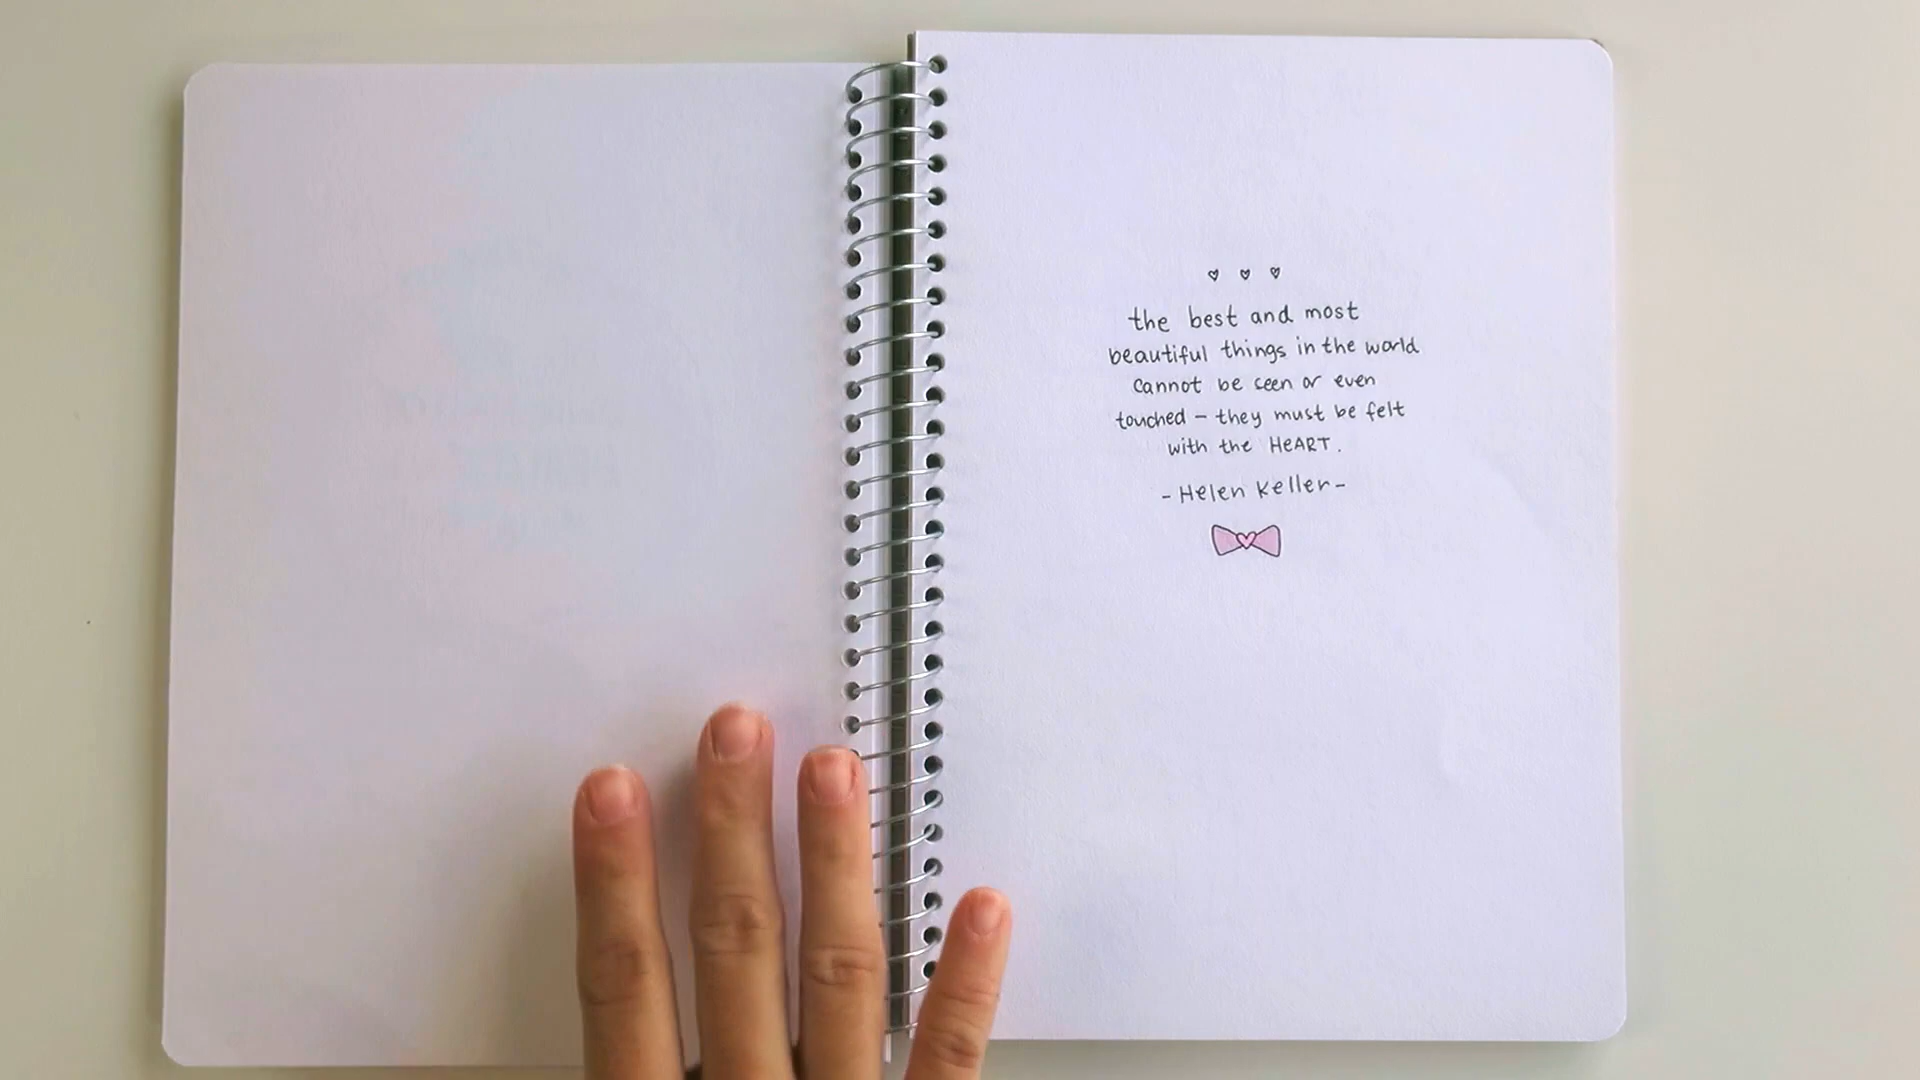 the best and most
beautiful things in the world
cannot be seen or even
touched - they must be felt
with the HeART.
- Helen Keller -